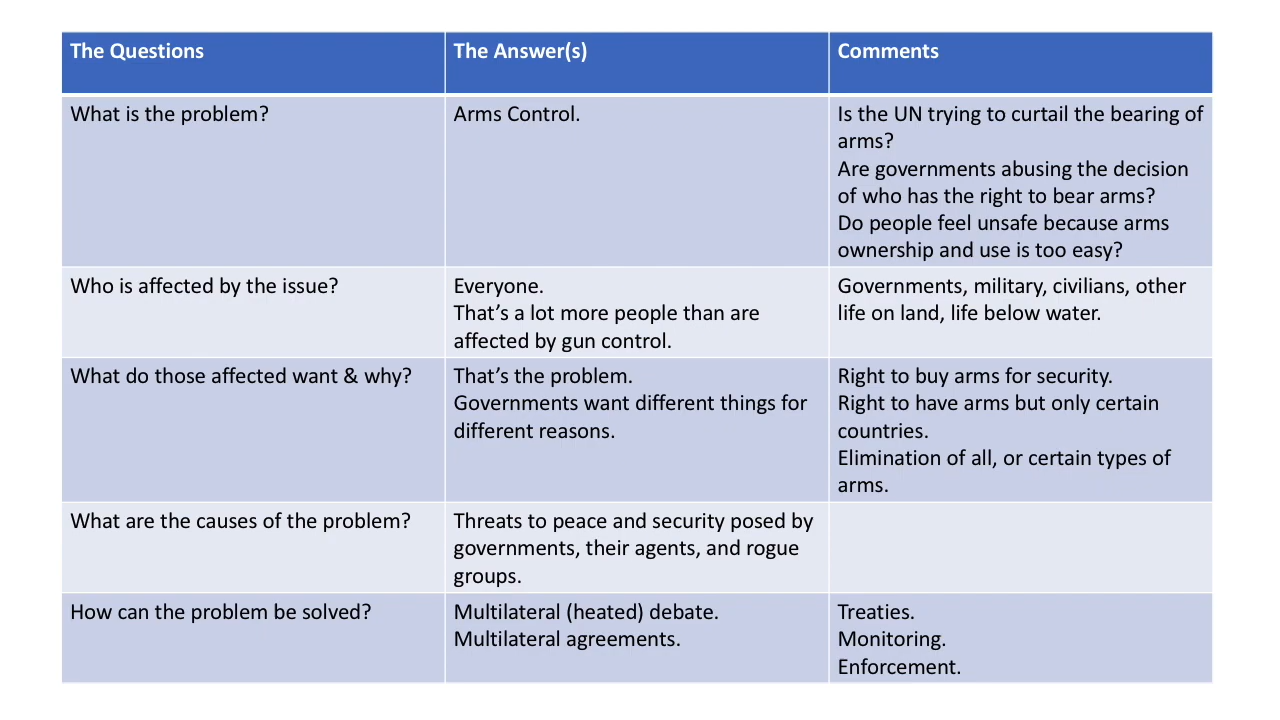 The Questions
The Answer(s)
Comments
What is the problem?
Arms Control.
Is the UN trying to curtail the bearing of
arms?
Are governments abusing the decision
of who has the right to bear arms?
Do people feel unsafe because arms
ownership and use is too easy?
Who is affected by the issue?
Everyone.
That’s a lot more people than are
affected by gun control.
Governments, military, civilians, other
life on land, life below water.
What do those affected want & why?
That’s the problem.
Governments want different things for
different reasons.
Right to buy arms for security.
Right to have arms but only certain
countries.
Elimination of all, or certain types of
arms.
What are the causes of the problem?
Threats to peace and security posed by
governments, their agents, and rogue
groups.
How can the problem be solved?
Multilateral (heated) debate.
Multilateral agreements.
Treaties.
Monitoring.
Enforcement.